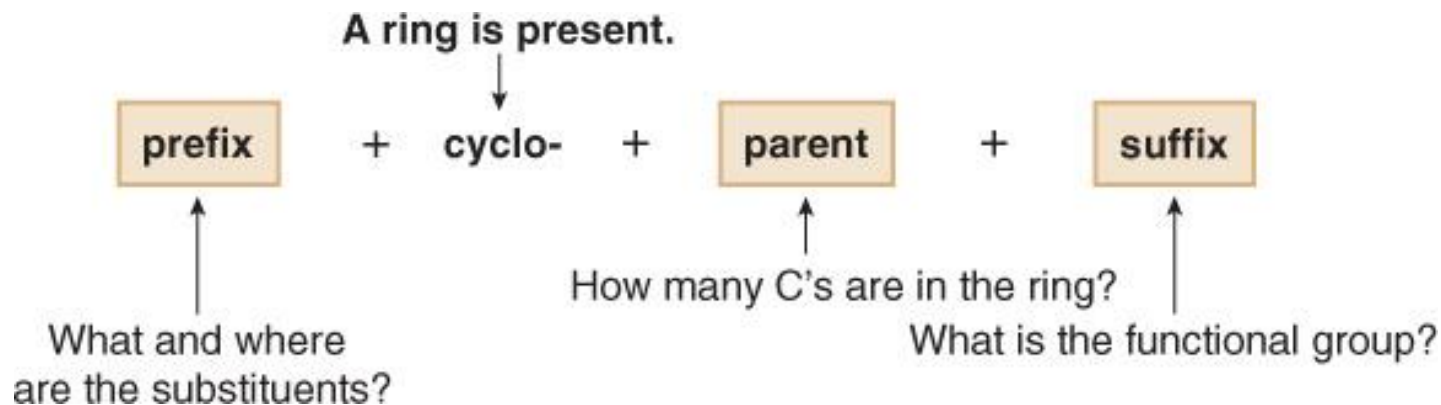 A ring is present.
prefix + cyclo- + parent + suffix
How many C's are in the ring?
What and where
are the substituents?
What is the functional group?